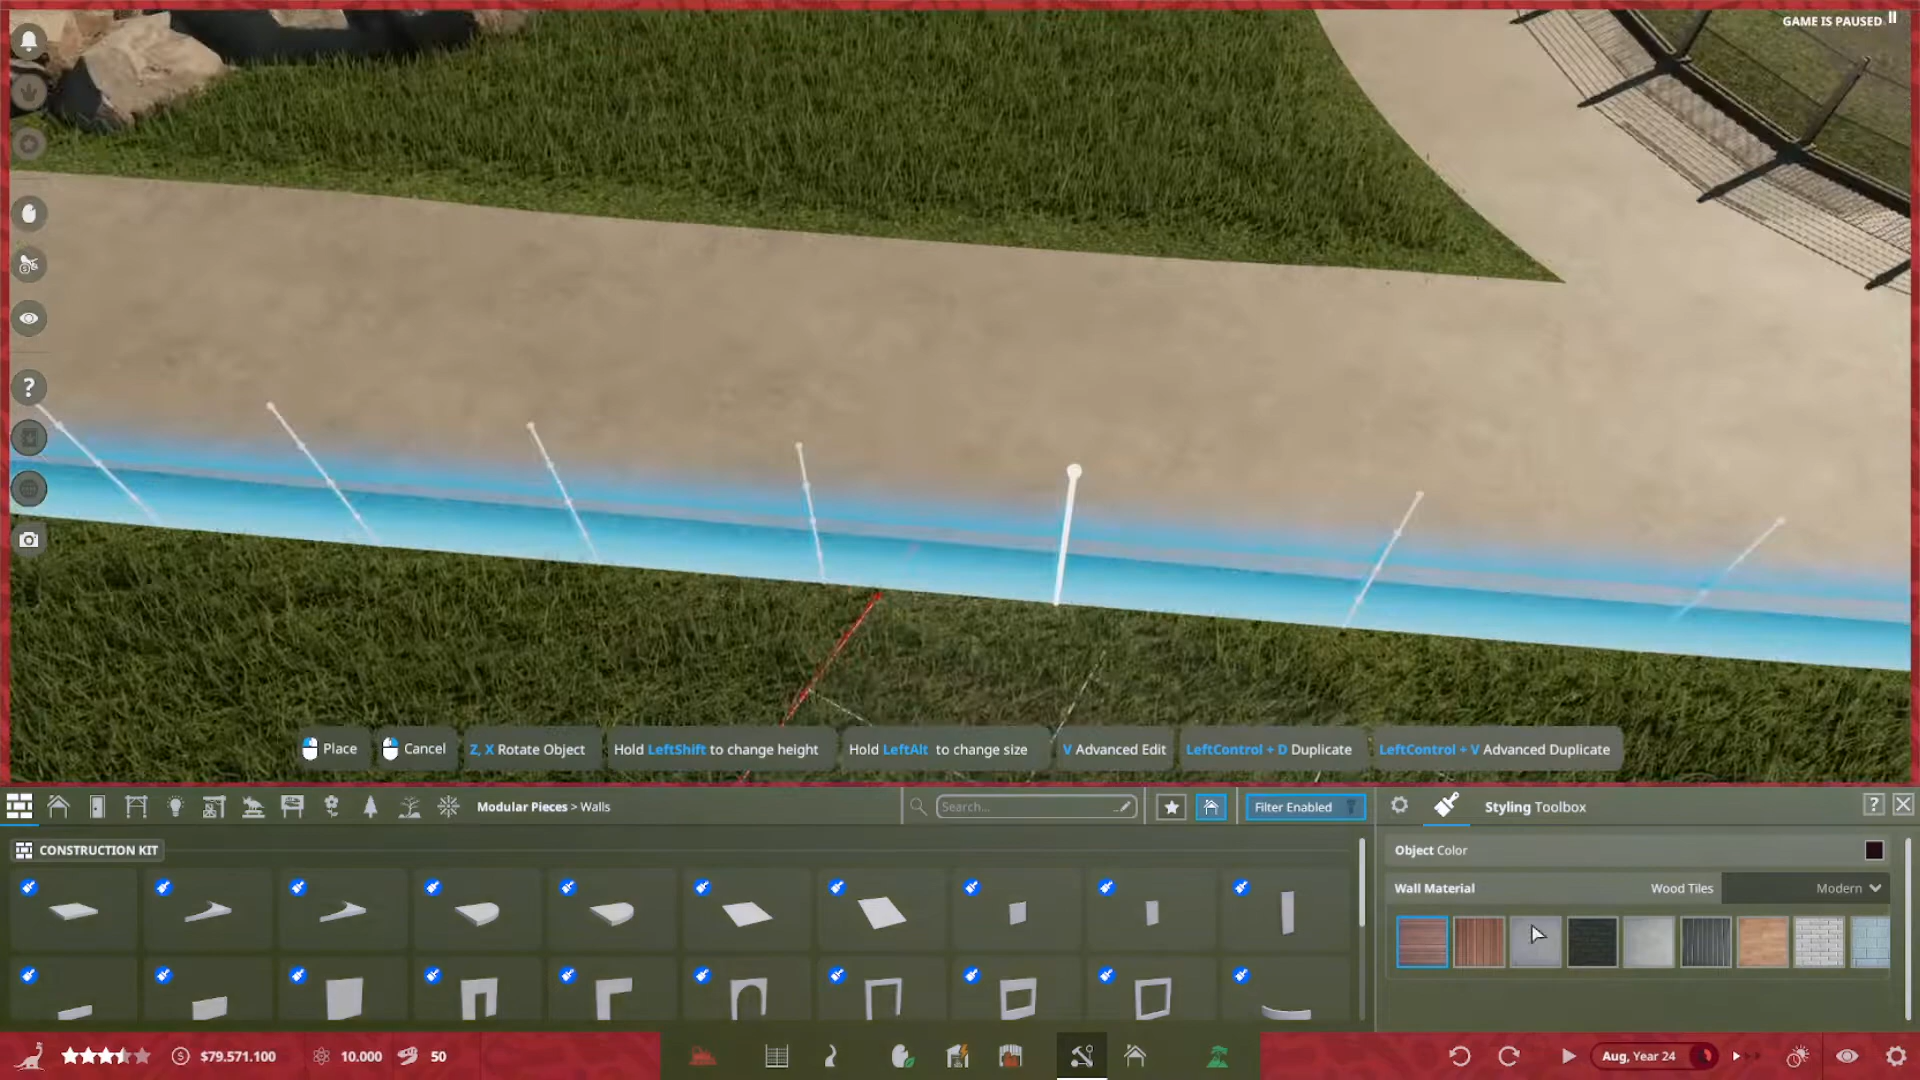 GAME IS PAUSED
Place
Cancel
Z, X Rotate Object
Hold LeftShift to change height
Hold LeftAlt to change size
V Advanced Edit
LeftControl + D Duplicate
LeftControl + V Advanced Duplicate
Modular Pieces > Walls
Search...
Filter Enabled
Styling Toolbox
?
CONSTRUCTION KIT
Object Color
Wall Material
Wood Tiles
Modern
$79.571.100
10.000
50
Aug, Year 24